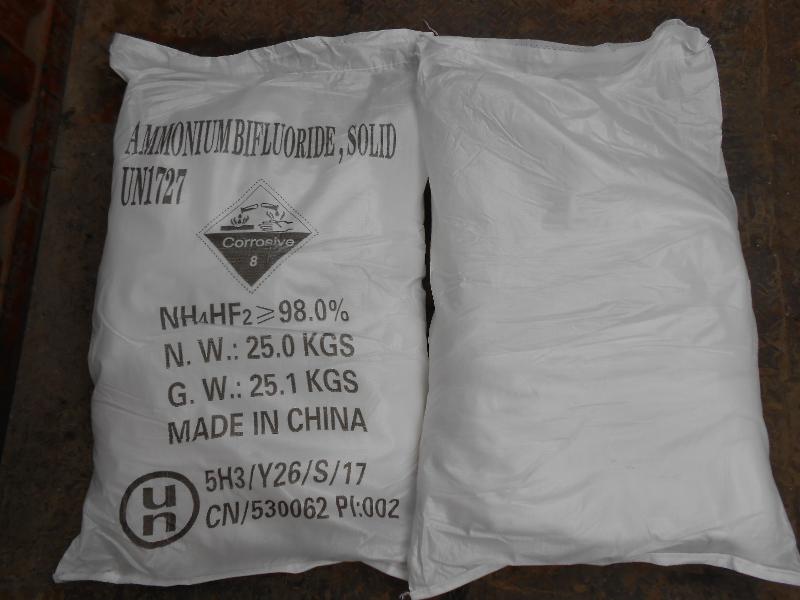 AMMONIUM BIFLUORIDE, SOLID
UN1727
Corrosive
8
NH4HF2≥98.0%
N. W.: 25.0 KGS
G. W.: 25.1 KGS
MADE IN CHINA
un
5H3/Y26/S/17
CN/530062 PI:002